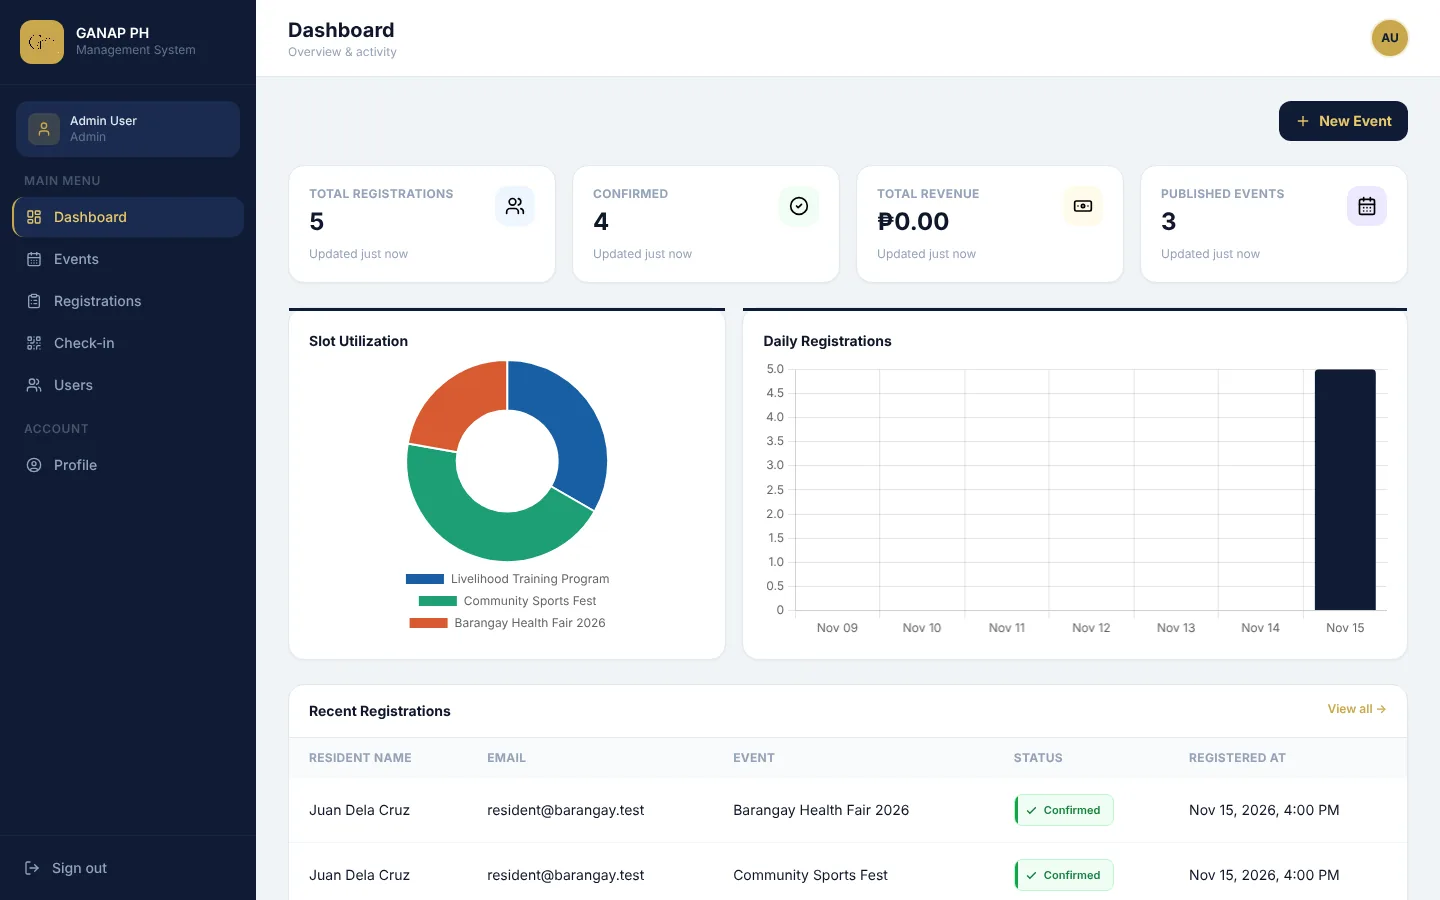 GANAP PH
Management System
Admin User
Admin
MAIN MENU
Dashboard
Events
Registrations
Check-in
Users
ACCOUNT
Profile
Sign out
Dashboard
Overview & activity
AU
New Event
TOTAL REGISTRATIONS
5
Updated just now
CONFIRMED
4
Updated just now
TOTAL REVENUE
₱0.00
Updated just now
PUBLISHED EVENTS
3
Updated just now
Slot Utilization
Livelihood Training Program
Community Sports Fest
Barangay Health Fair 2026
Daily Registrations
5.0
4.5
4.0
3.5
3.0
2.5
2.0
1.5
1.0
0.5
0
Nov 09 Nov 10 Nov 11 Nov 12 Nov 13 Nov 14 Nov 15
Recent Registrations
View all →
RESIDENT NAME EMAIL EVENT STATUS REGISTERED AT
Juan Dela Cruz resident@barangay.test Barangay Health Fair 2026 Confirmed Nov 15, 2026, 4:00 PM
Juan Dela Cruz resident@barangay.test Community Sports Fest Confirmed Nov 15, 2026, 4:00 PM